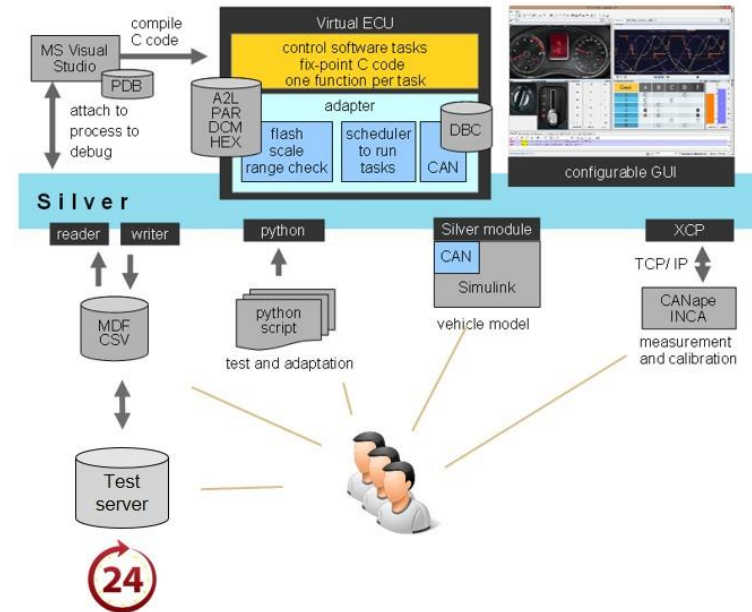 compile
C code
MS Visual
Studio
PDB
attach to
process to
debug
Virtual ECU
control software tasks
fix-point C code
one function per task
adapter
A2L
PAR
DCM
HEX
flash
scale
range check
scheduler
to run
tasks
DBC
CAN
configurable GUI
Silver
reader
writer
python
Silver module
XCP
CAN
Simulink
TCP/ IP
MDF
CSV
python
script
test and adaptation
vehicle model
CANape
INCA
measurement
and calibration
Test
server
24